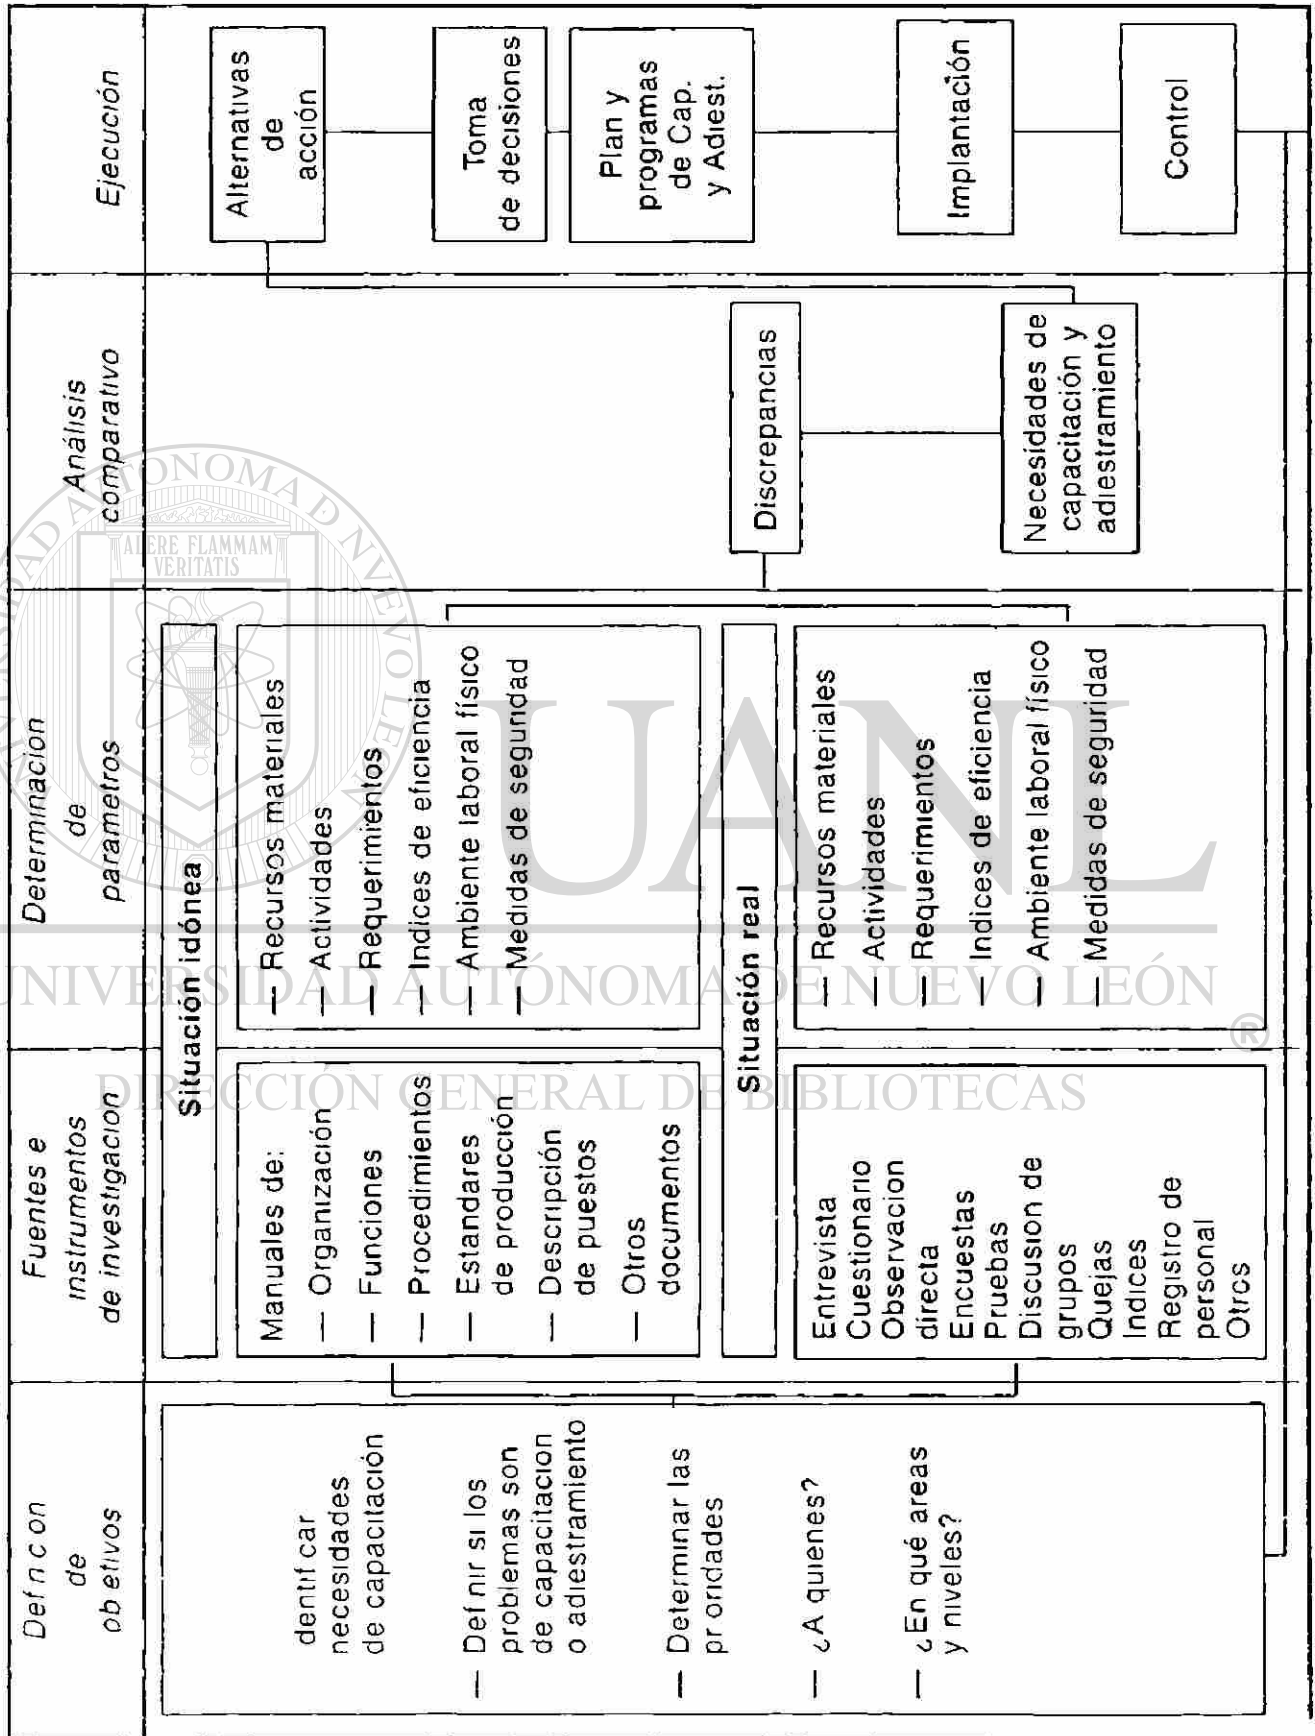 Def n c on
de
ob etivos
dentif car
necesidades
de capacitación
— Def nir si los
problemas son
de capacitacion
o adiestramiento
— Determinar las
pr oridades
— ¿A quienes?
— ¿En qué areas
y niveles?
Fuentes e
instrumentos
de investigacion
Determinacion
de
parametros
Situación idónea
Manuales de:
— Organización
— Funciones
— Procedimientos
— Estandares
de producción
— Descripción
de puestos
— Otros
documentos
— Recursos materiales
— Actividades
— Requerimientos
— Indices de eficiencia
— Ambiente laboral físico
— Medidas de seguridad
Situación real
Entrevista
Cuestionario
Observacion
directa
Encuestas
Pruebas
Discusion de
grupos
Quejas
Indices
Registro de
personal
Otros
— Recursos materiales
— Actividades
— Requerimientos
— Indices de eficiencia
— Ambiente laboral físico
— Medidas de seguridad
Análisis
comparativo
Discrepancias
Necesidades de
capacitación y
adiestramiento
Ejecución
Alternativas
de
acción
Toma
de decisiones
Plan y
programas
de Cap.
y Adiest.
Implantación
Control
ALERE FLAMMAM
VERITATIS
UANL
UNIVERSIDAD AUTÓNOMA DE NUEVO LEÓN
®
DIRECCIÓN GENERAL DE BIBLIOTECAS